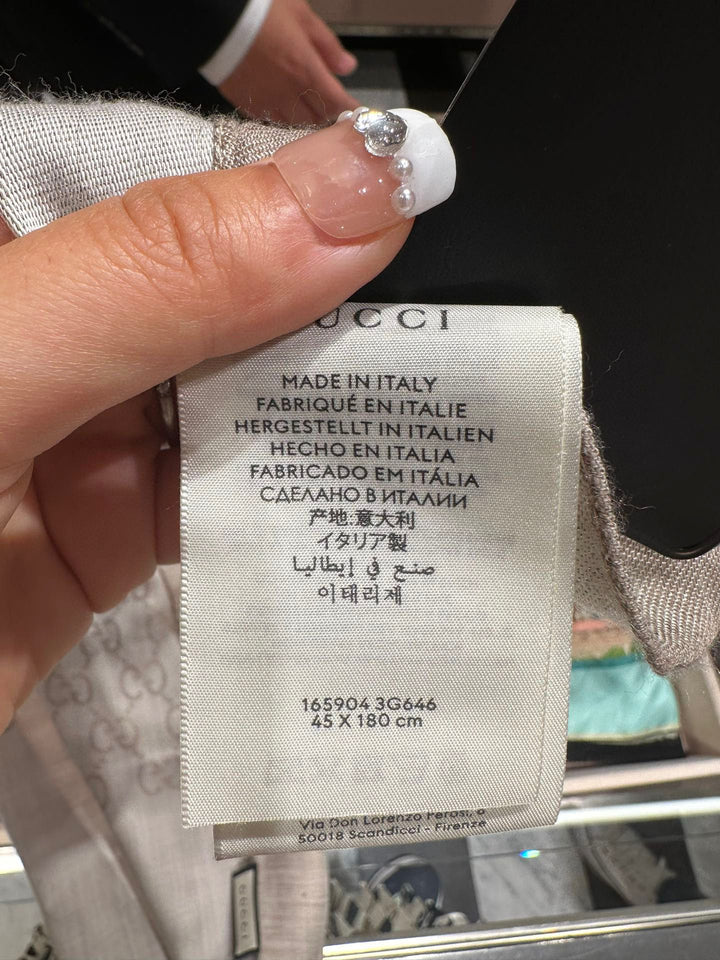 UCCI
MADE IN ITALY
FABRIQUÉ EN ITALIE
HERGESTELLT IN ITALIEN
HECHO EN ITALIA
FABRICADO EM ITÁLIA
СДЕЛАНО В ИТАЛИИ
产地:意大利
イタリア製
صنع في إيطاليا
이태리제
165904 3G646
45 X 180 cm
Via Don Lorenzo Perosi, 6
50018 Scandicci - Firenze
GUCCI